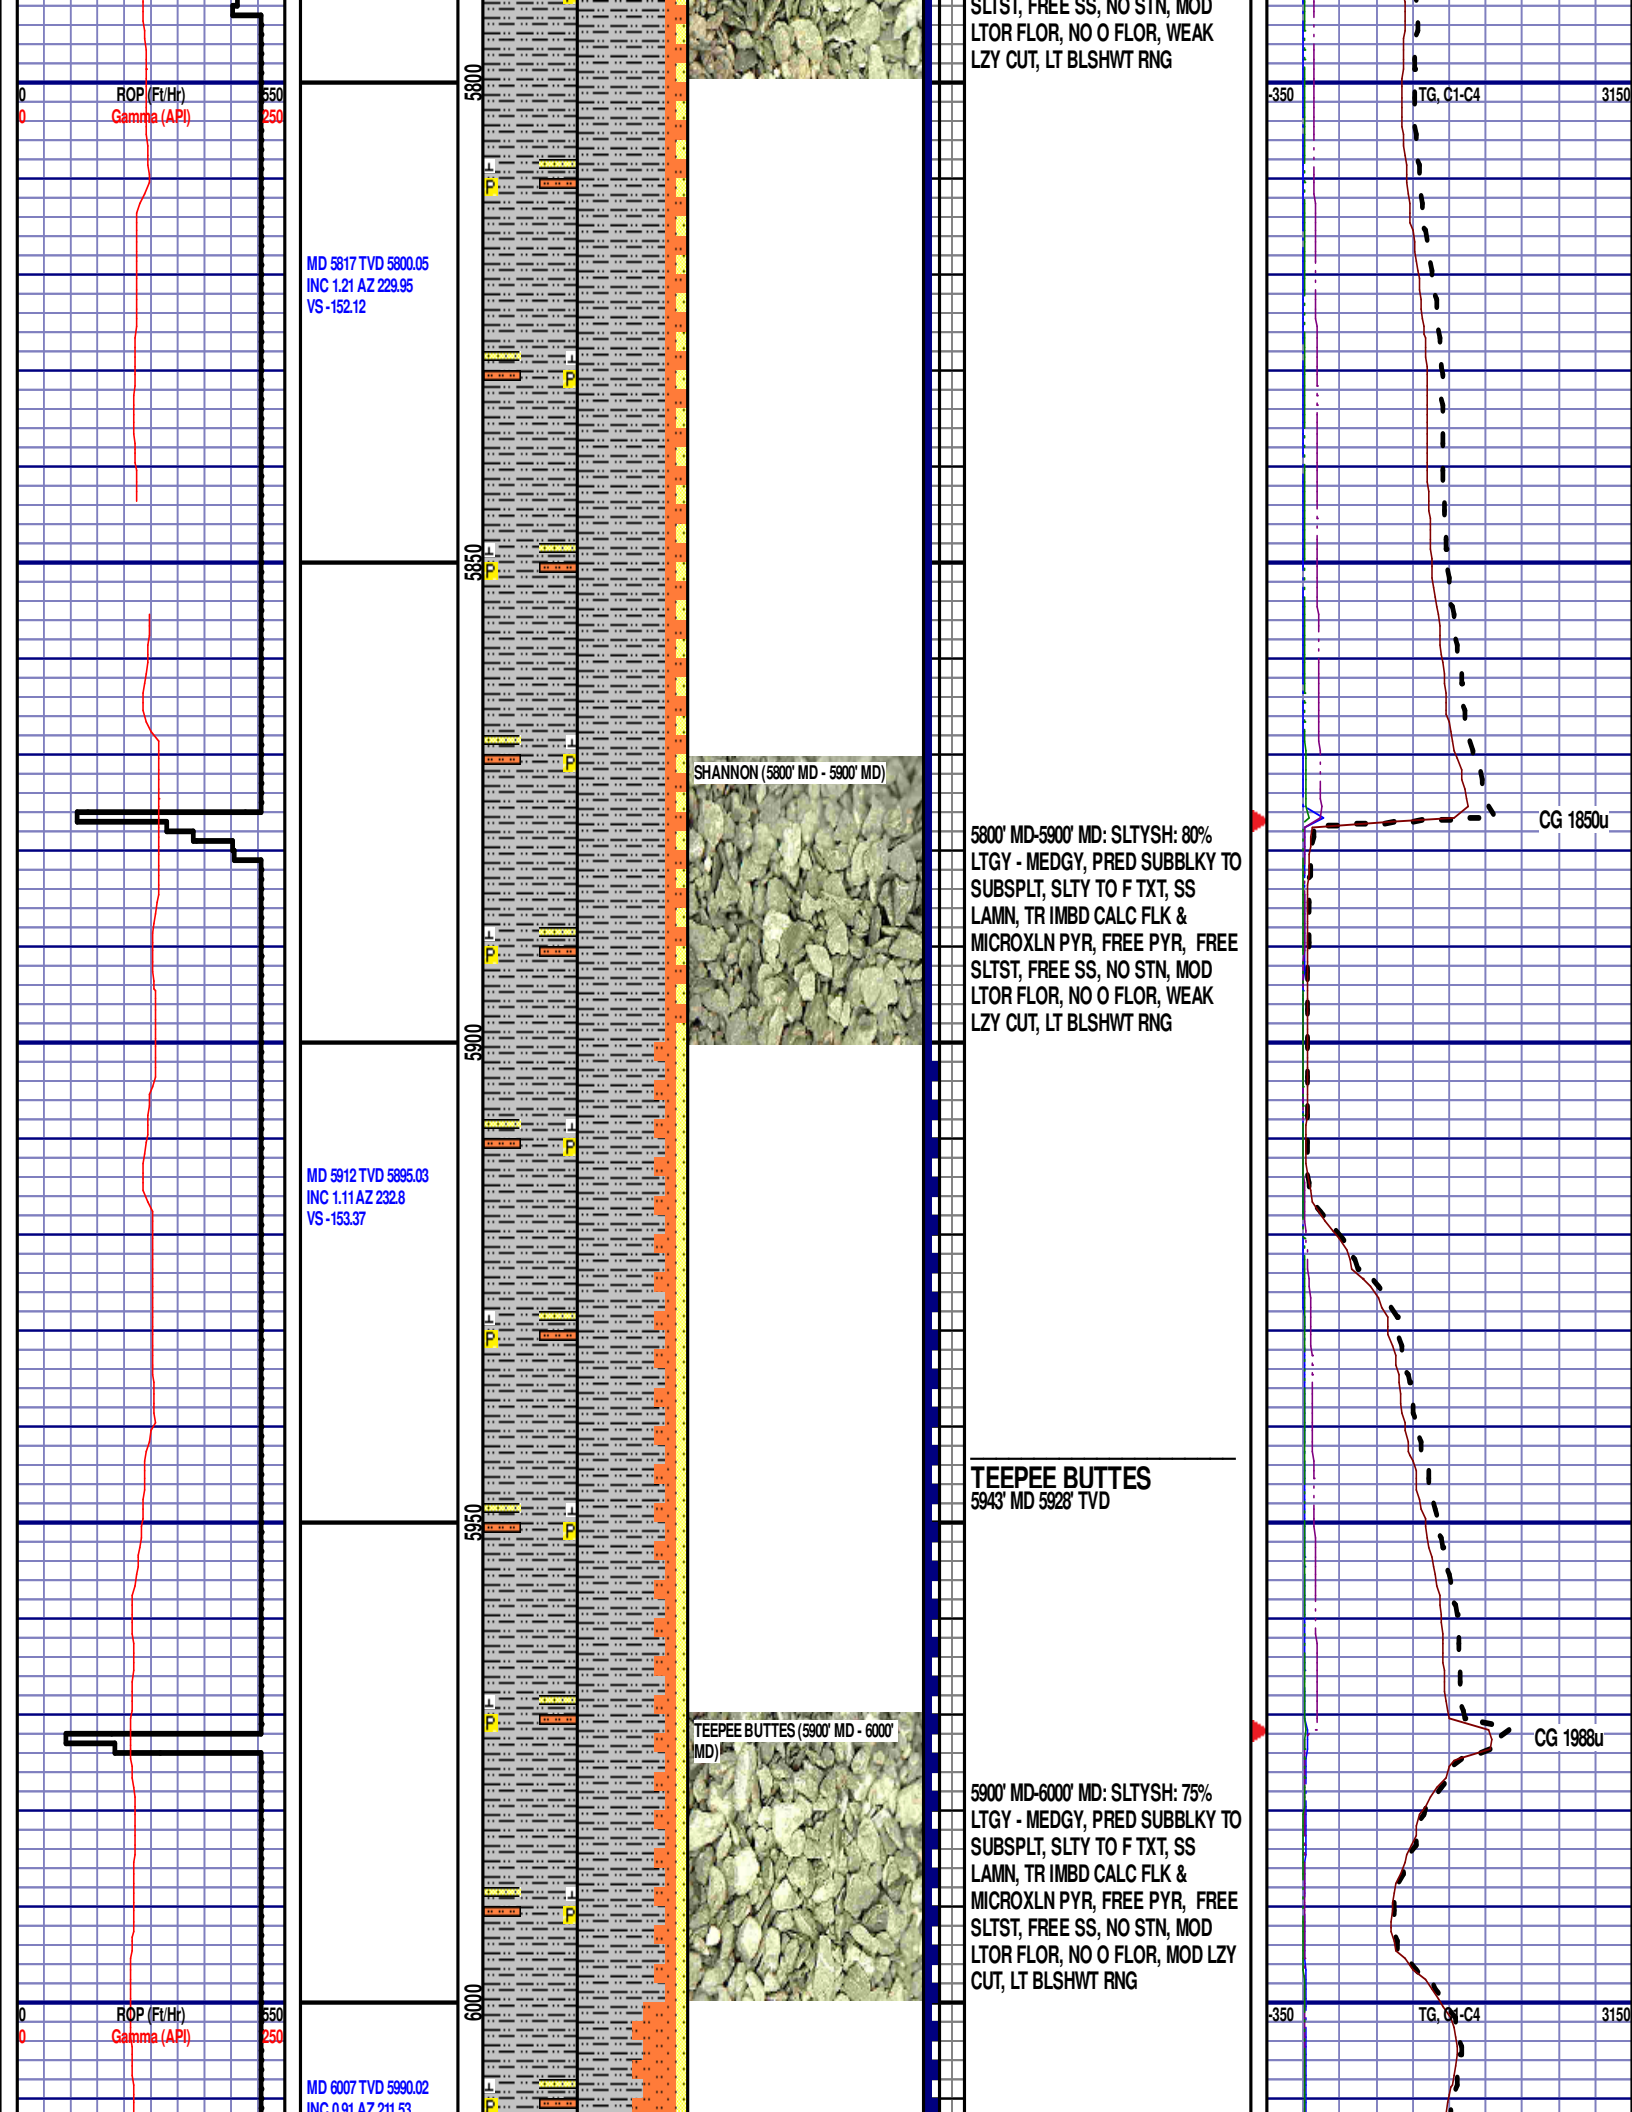 SLTST, FREE SS, NO STN, MOD
LTOR FLOR, NO O FLOR, WEAK
LZY CUT, LT BLSHWT RNG
5800
0 ROP (Ft/Hr) 550
0 Gamma (API) 250
-350 TG, C1-C4 3150
P
MD 5817 TVD 5800.05
INC 1.21 AZ 229.95
VS -152.12
P
5850
P
P
SHANNON (5800' MD - 5900' MD)
CG 1850u
5800' MD-5900' MD: SLTYSH: 80%
LTGY - MEDGY, PRED SUBBLKY TO
SUBSPLT, SLTY TO F TXT, SS
LAMN, TR IMBD CALC FLK &
MICROXLN PYR, FREE PYR, FREE
SLTST, FREE SS, NO STN, MOD
LTOR FLOR, NO O FLOR, WEAK
LZY CUT, LT BLSHWT RNG
P
5900
P
MD 5912 TVD 5895.03
INC 1.11 AZ 232.8
VS -153.37
P
TEEPEE BUTTES
5943' MD 5928' TVD
5950
P
P
TEEPEE BUTTES (5900' MD - 6000'
MD)
CG 1988u
5900' MD-6000' MD: SLTYSH: 75%
LTGY - MEDGY, PRED SUBBLKY TO
SUBSPLT, SLTY TO F TXT, SS
LAMN, TR IMBD CALC FLK &
MICROXLN PYR, FREE PYR, FREE
SLTST, FREE SS, NO STN, MOD
LTOR FLOR, NO O FLOR, MOD LZY
CUT, LT BLSHWT RNG
P
6000
0 ROP (Ft/Hr) 550
0 Gamma (API) 250
-350 TG, C1-C4 3150
MD 6007 TVD 5990.02
INC 0.91 AZ 211.53
P